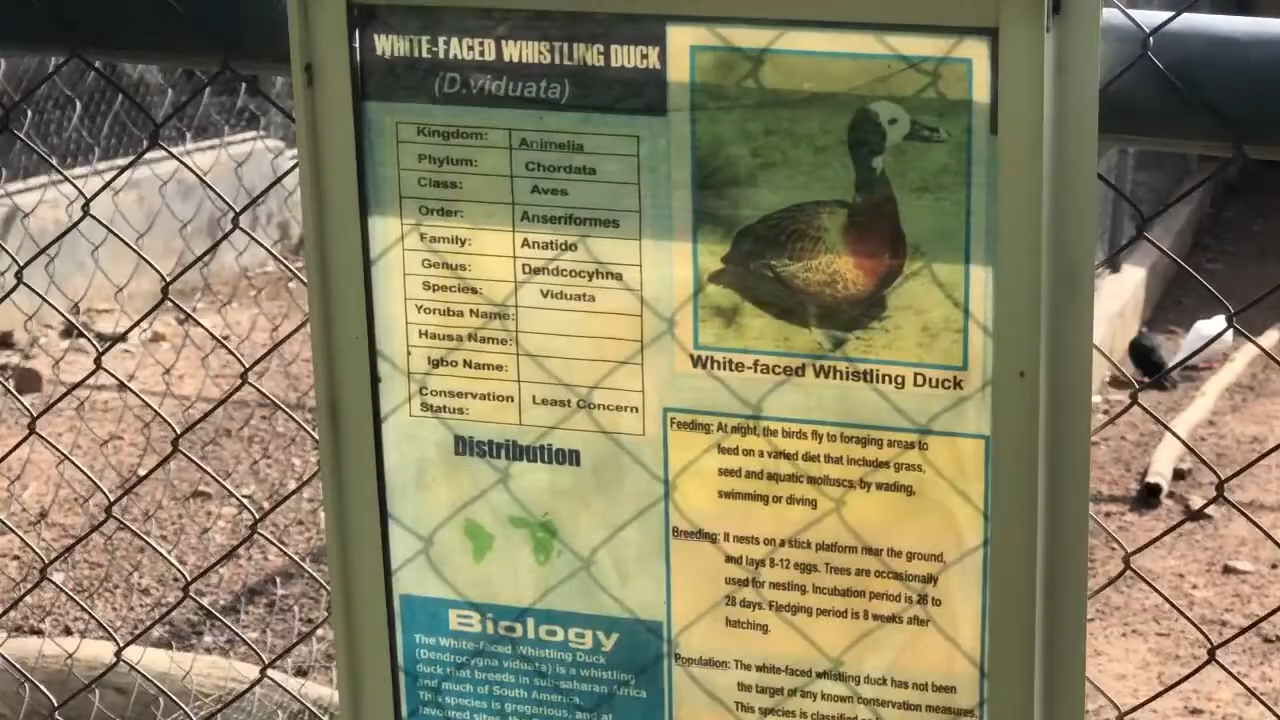 WHITE-FACED WHISTLING DUCK
(D.viduata)
Kingdom: Animelia
Phylum: Chordata
Class: Aves
Order: Anseriformes
Family: Anatido
Genus: Dendcocyhna
Species: Viduata
Yoruba Name:
Hausa Name:
Igbo Name:
Conservation
Status: Least Concern
Distribution
Biology
The White-faced Whistling Duck
(Dendrocygna viduata) is a whistling
duck that breeds in sub-saharan Africa
and much of South America.
This species is gregarious, and at
favoured sites, the
White-faced Whistling Duck
Feeding: At night, the birds fly to foraging areas to
feed on a varied diet that includes grass,
seed and aquatic molluscs, by wading,
swimming or diving
Breeding: It nests on a stick platform near the ground,
and lays 8-12 eggs. Trees are occasionally
used for nesting. Incubation period is 26 to
28 days. Fledging period is 8 weeks after
hatching.
Population: The white-faced whistling duck has not been
the target of any known conservation measures.
This species is classified